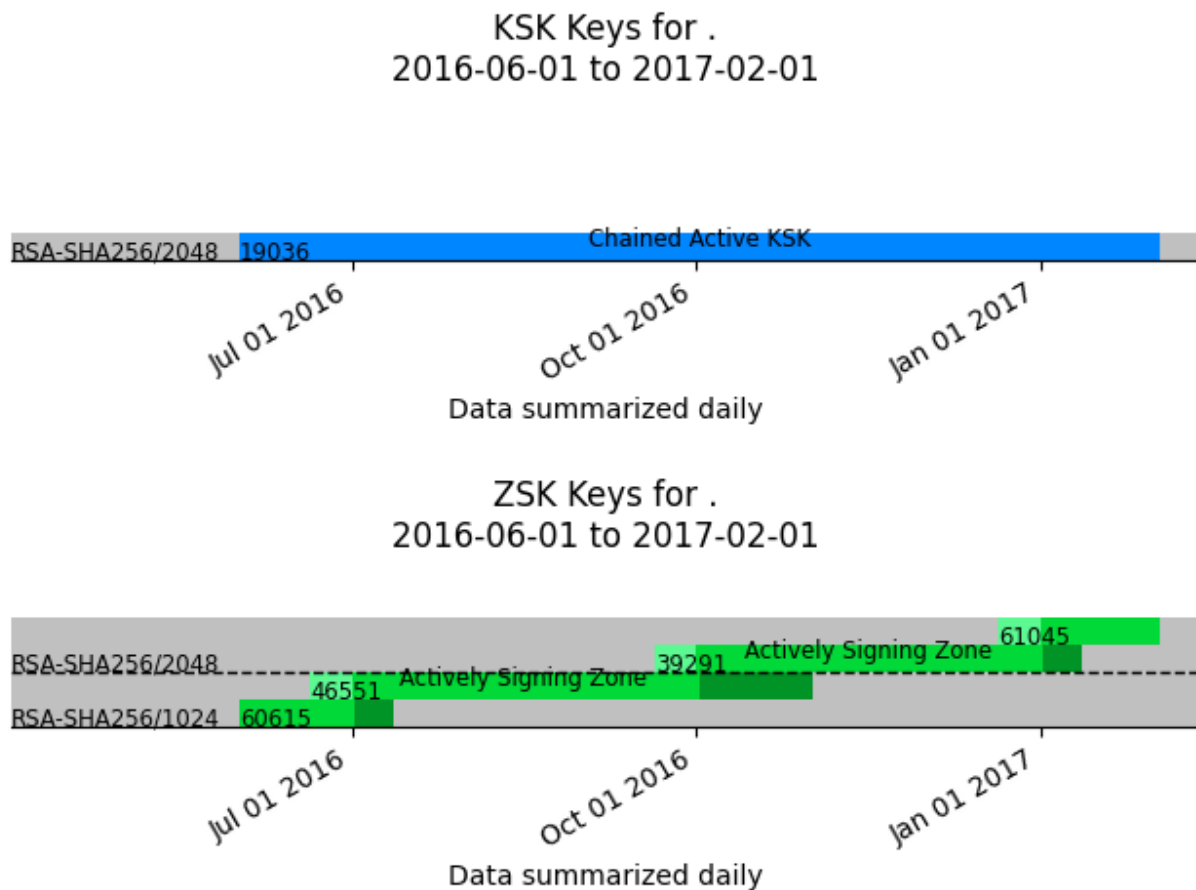 KSK Keys for .
2016-06-01 to 2017-02-01
Chained Active KSK
RSA-SHA256/2048 19036
Jul 01 2016 Oct 01 2016 Jan 01 2017
Data summarized daily
ZSK Keys for .
2016-06-01 to 2017-02-01
61045
RSA-SHA256/2048 39291 Actively Signing Zone
46551 Actively Signing Zone
RSA-SHA256/1024 60615
Jul 01 2016 Oct 01 2016 Jan 01 2017
Data summarized daily